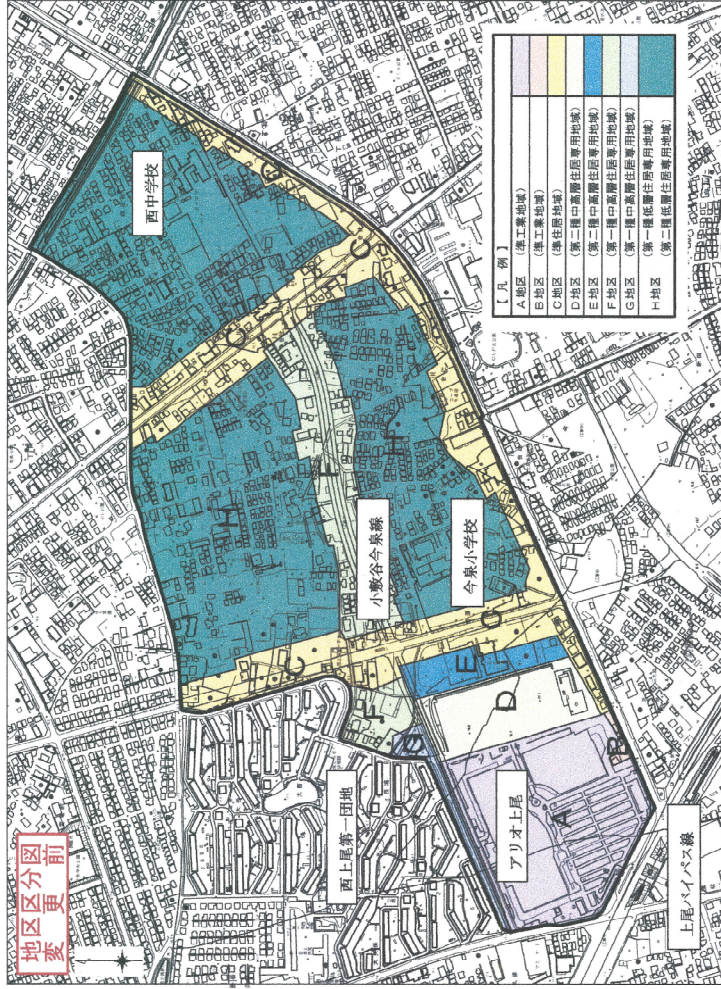 地区区分図
変更前
西中学校
小敷谷今泉線
今泉小学校
西上尾第一団地
アリオ上尾
上尾バイパス線
C
C
C
H
F
H
C
C
F
G
E
D
A
B
【 凡 例 】
A地区 (準工業地域)
B地区 (準工業地域)
C地区 (準住居地域)
D地区 (第二種中高層住居専用地域)
E地区 (第二種中高層住居専用地域)
F地区 (第一種中高層住居専用地域)
G地区 (第一種中高層住居専用地域)
H地区 (第一種低層住居専用地域)
(第二種低層住居専用地域)